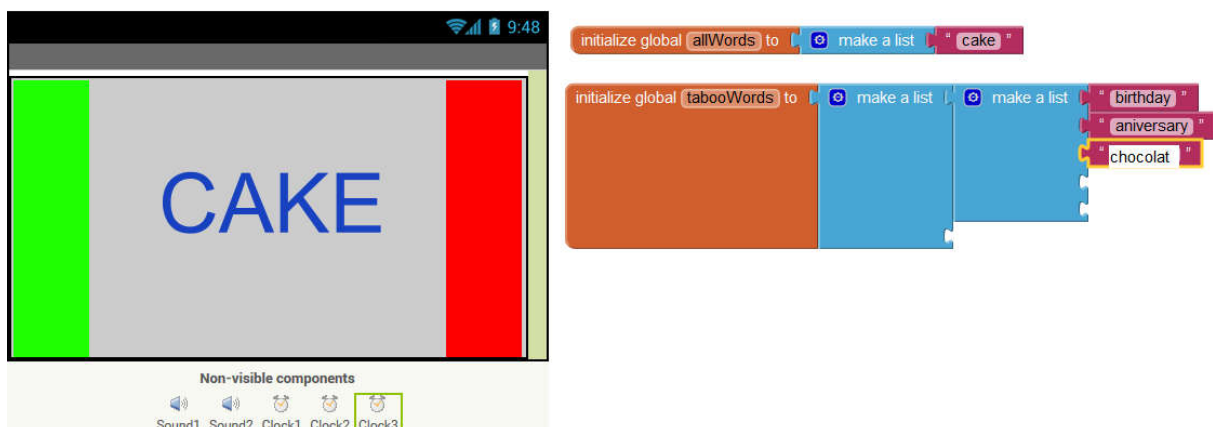 9:48
CAKE
Non-visible components
Sound1 Sound2 Clock1 Clock2 Clock3
initialize global allWords to make a list " cake "
initialize global tabooWords to make a list make a list " birthday "
" aniversary "
" chocolat "